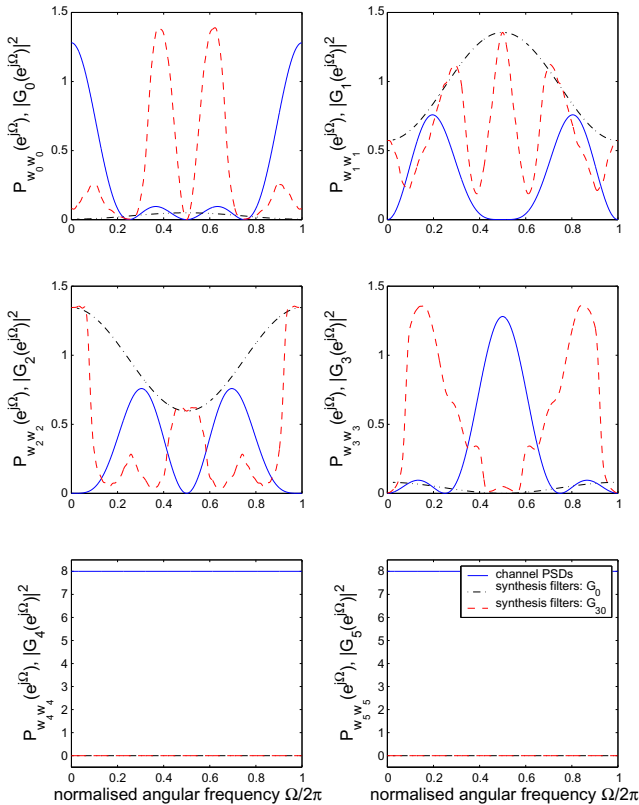 P_{w_0w_0}(e^{jΩ}), |G_0(e^{jΩ})|^2
1.5
1
0.5
0
0 0.2 0.4 0.6 0.8 1
P_{w_1w_1}(e^{jΩ}), |G_1(e^{jΩ})|^2
1.5
1
0.5
0
0 0.2 0.4 0.6 0.8 1
P_{w_2w_2}(e^{jΩ}), |G_2(e^{jΩ})|^2
1.5
1
0.5
0
0 0.2 0.4 0.6 0.8 1
P_{w_3w_3}(e^{jΩ}), |G_3(e^{jΩ})|^2
1.5
1
0.5
0
0 0.2 0.4 0.6 0.8 1
P_{w_4w_4}(e^{jΩ}), |G_4(e^{jΩ})|^2
8
7
6
5
4
3
2
1
0
0 0.2 0.4 0.6 0.8 1
normalised angular frequency Ω/2π
P_{w_5w_5}(e^{jΩ}), |G_5(e^{jΩ})|^2
8
7
6
5
4
3
2
1
0
channel PSDs
synthesis filters: G_0
synthesis filters: G_{30}
0 0.2 0.4 0.6 0.8 1
normalised angular frequency Ω/2π